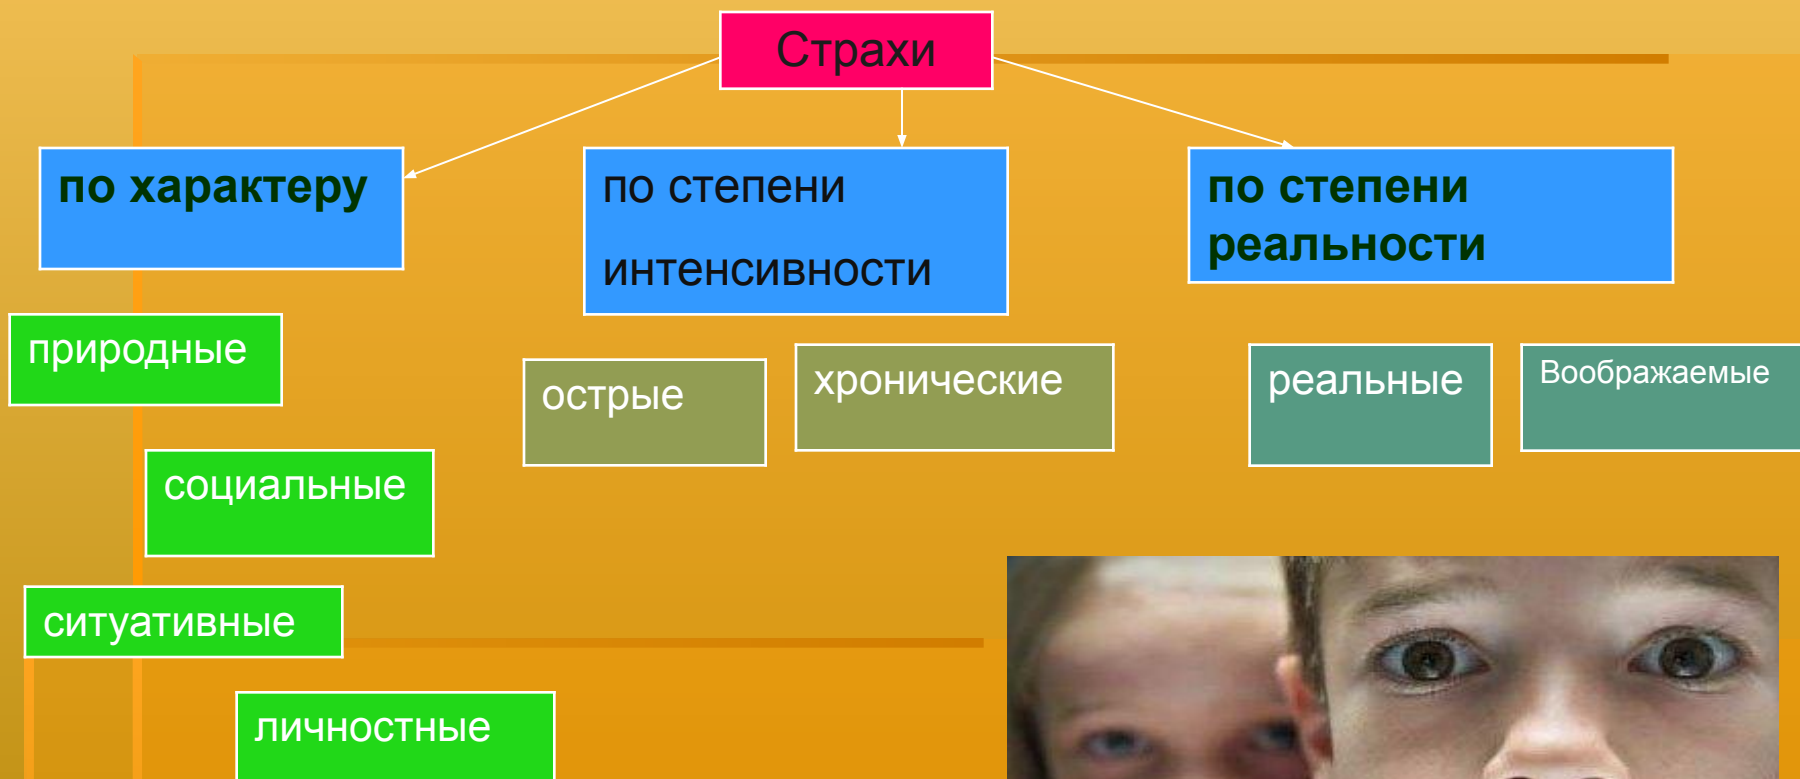 Страхи
по характеру
по степени
интенсивности
по степени
реальности
природные
социальные
ситуативные
личностные
острые
хронические
реальные
Воображаемые